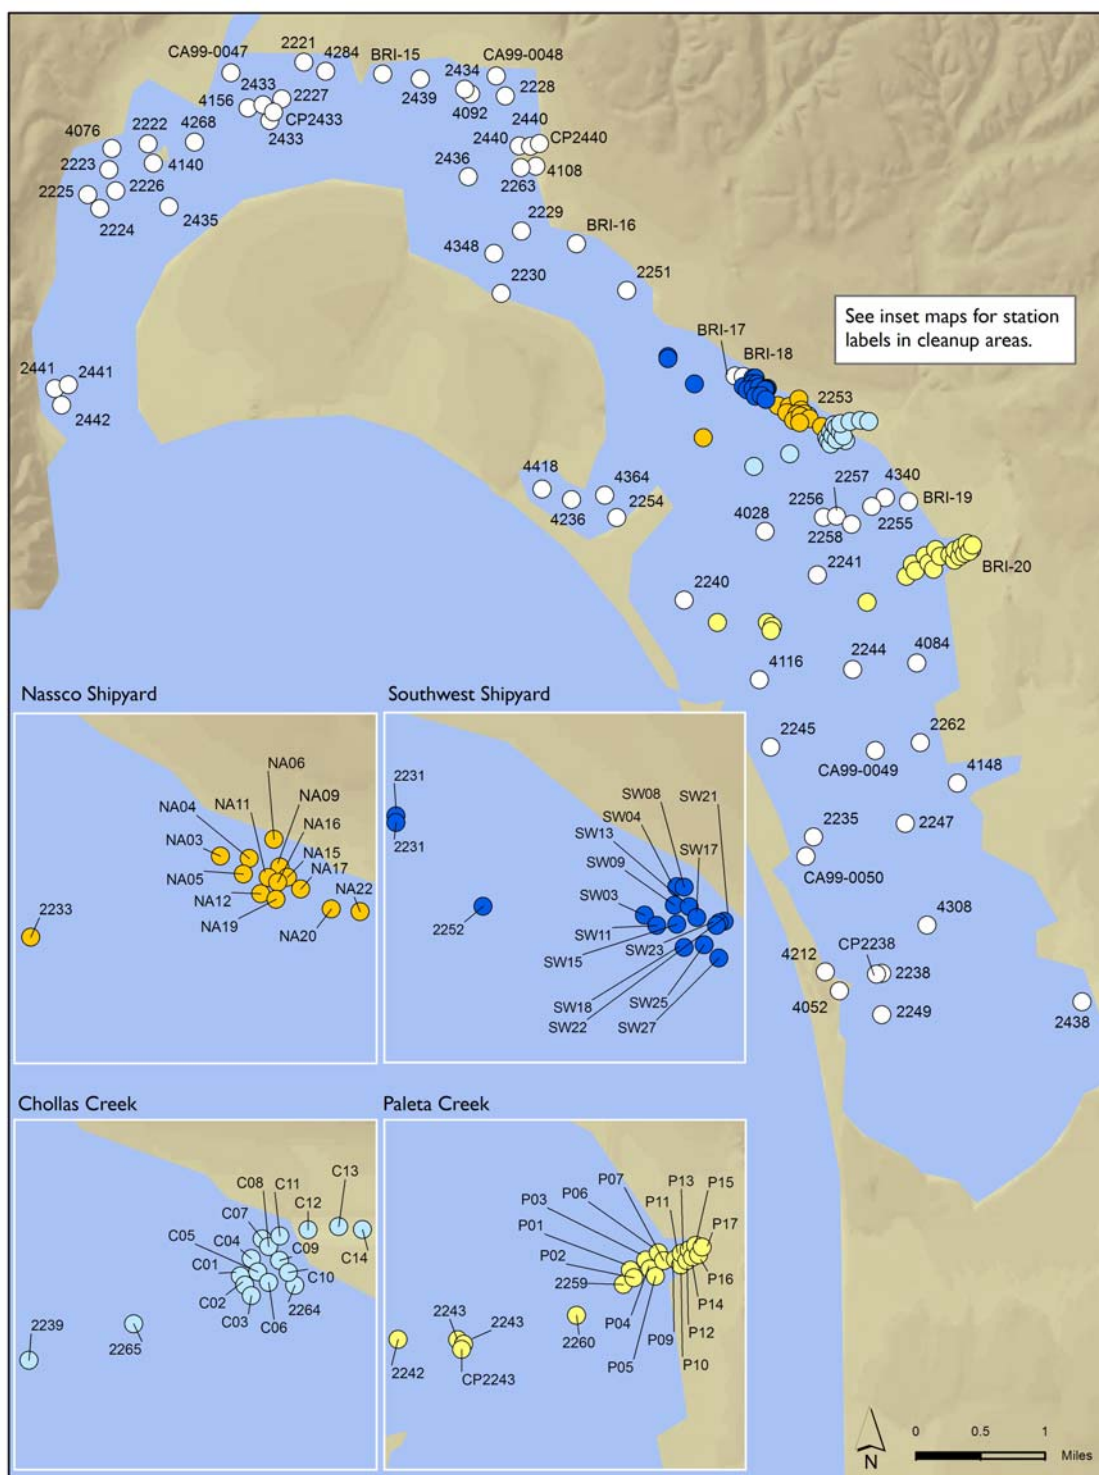 2221
CA99-0047
4284
BRI-15
CA99-0048
2433
2434
4156
2227
2439
2228
CP2433
4092
2433
2440
4076
2222
4268
2440
CP2440
2223
4140
2436
4108
2263
2225
2226
2224
2435
2229
BRI-16
4348
2230
2251
See inset maps for station
labels in cleanup areas.
BRI-17
BRI-18
2441
2441
2442
2253
4418
4364
2257
4340
2256
BRI-19
4236
2254
4028
2258
2255
2241
BRI-20
2240
2244
4084
4116
2245
2262
CA99-0049
4148
2235
2247
CA99-0050
4308
4212
CP2238
2238
4052
2249
2438
Nassco Shipyard
NA06
NA11
NA09
NA04
NA16
NA03
NA15
NA17
NA05
NA12
NA22
NA19
NA20
2233
Southwest Shipyard
2231
2231
SW08
SW21
SW04
SW13
SW17
SW09
SW03
2252
SW11
SW23
SW15
SW18
SW25
SW22
SW27
Chollas Creek
C13
C08
C11
C12
C07
C05
C04
C09
C14
C01
C10
C02
2264
C03
C06
2265
2239
Paleta Creek
P13
P15
P07
P06
P11
P03
P17
P01
P02
2259
P16
P14
2243
2243
2260
P04
P09
P12
2242
CP2243
P05
P10
N
0
0.5
1
Miles